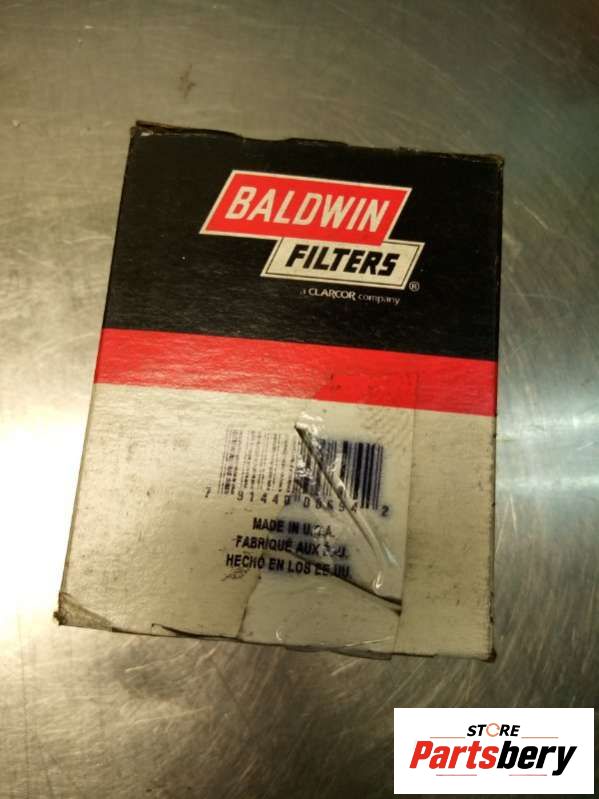 BALDWIN
FILTERS
®
a CLARCOR company
MADE IN U.S.A.
FABRIQUÉ AUX É.-U.
HECHO EN LOS EE.UU.
STORE
Partsbery